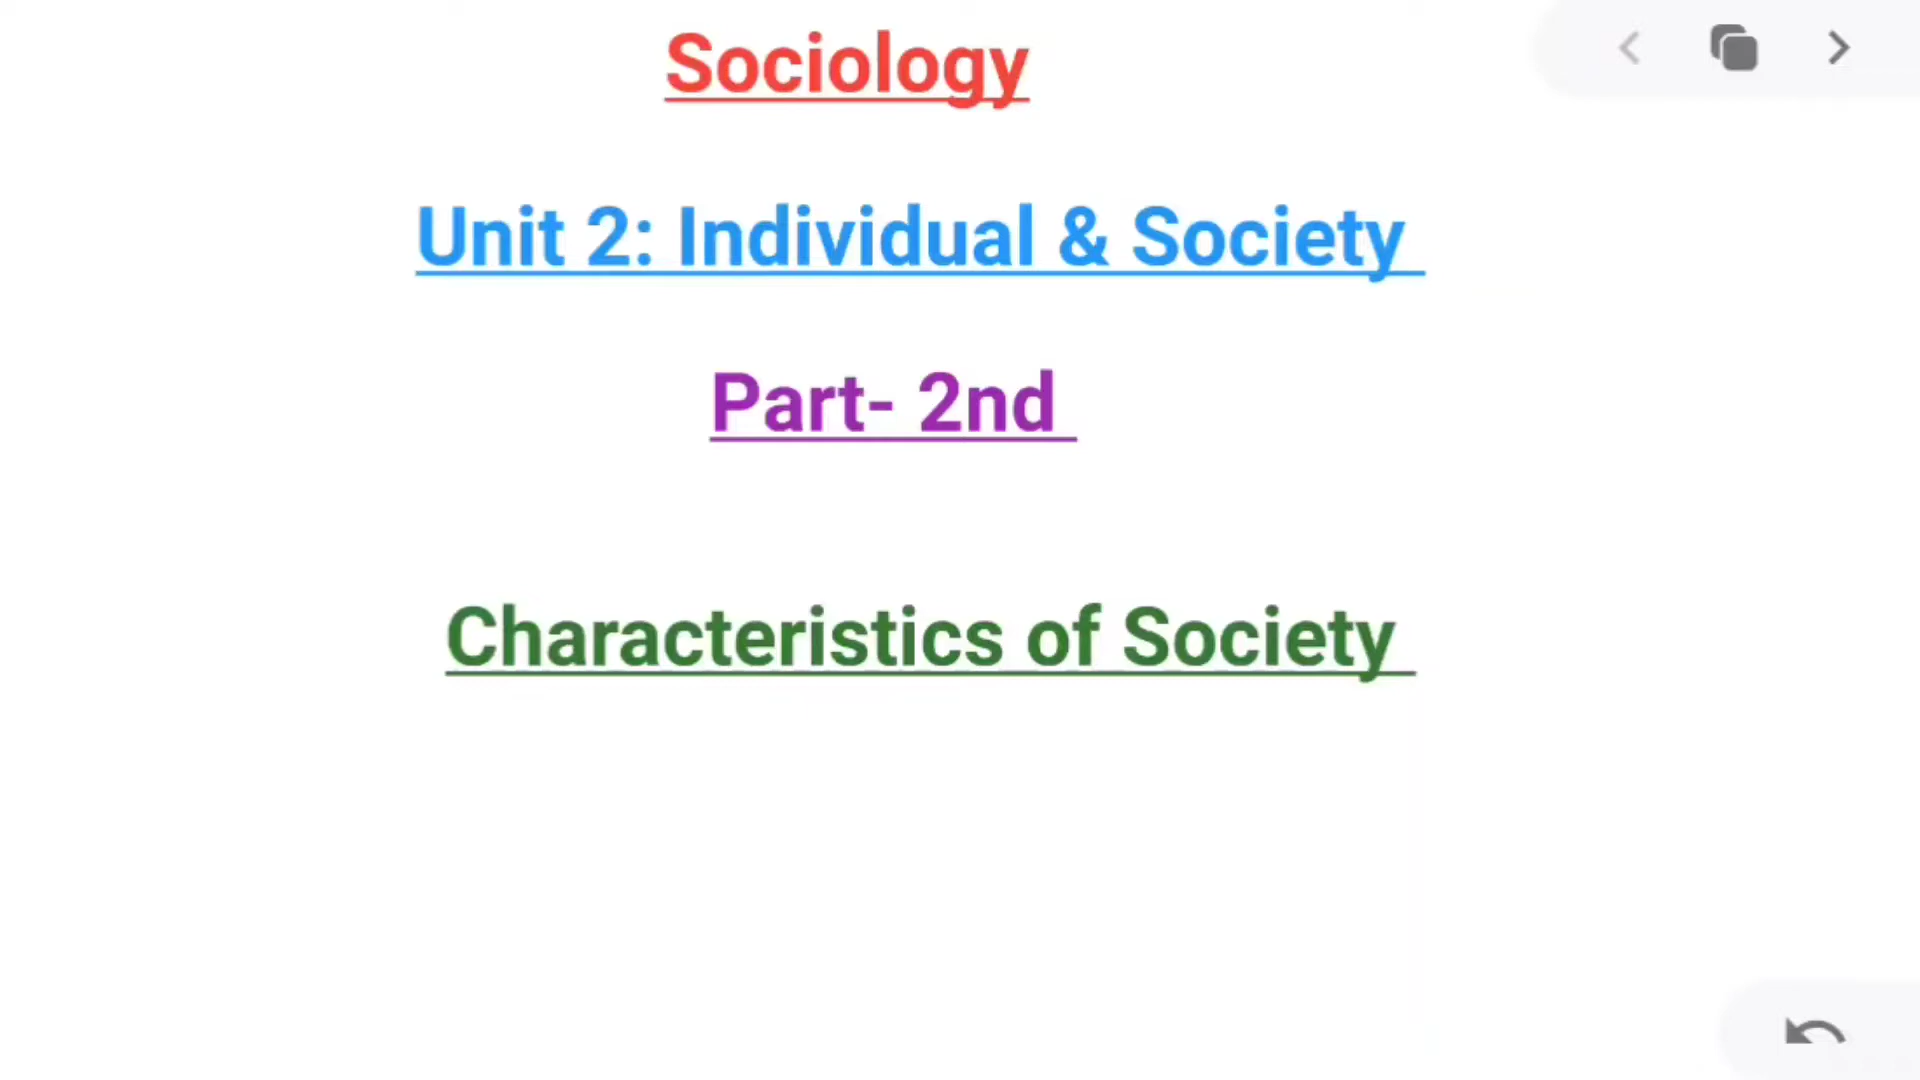 Sociology
Unit 2: Individual & Society
Part- 2nd
Characteristics of Society